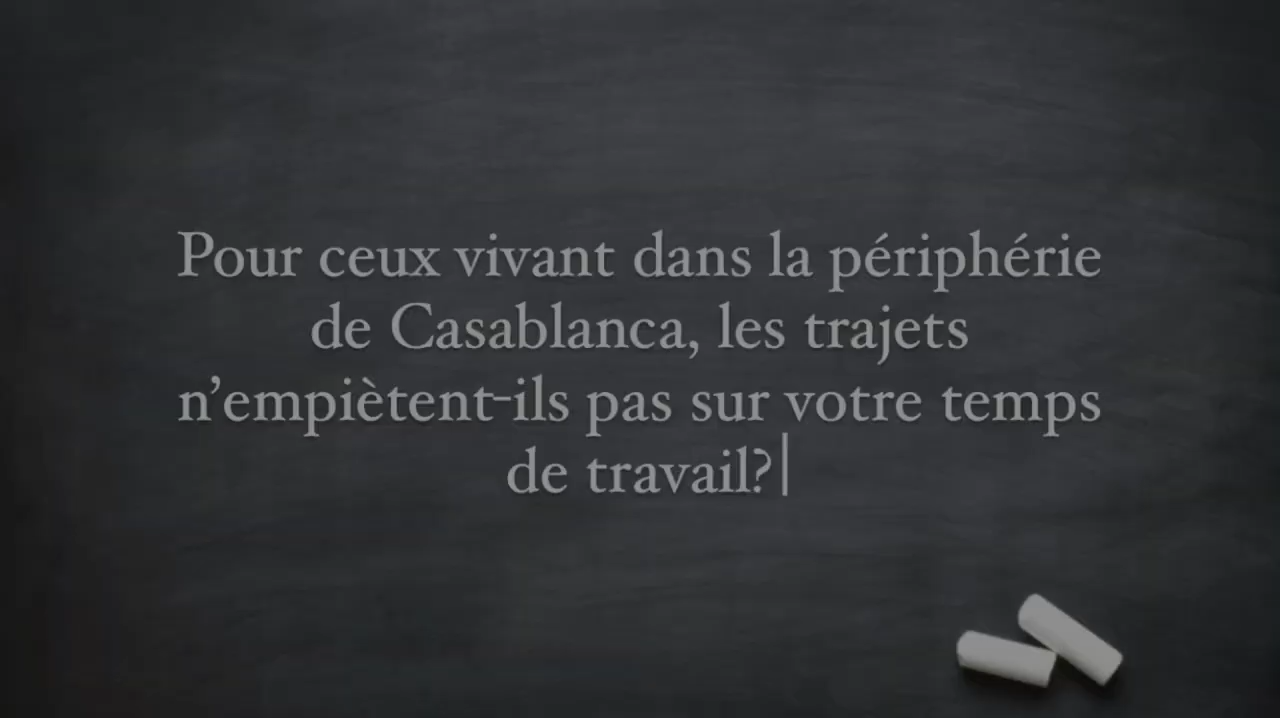 Pour ceux vivant dans la périphérie
de Casablanca, les trajets
n’empiètent-ils pas sur votre temps
de travail?